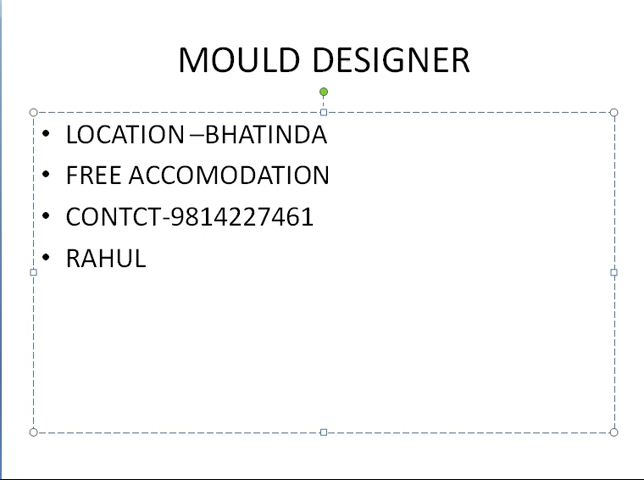 MOULD DESIGNER
• LOCATION –BHATINDA
• FREE ACCOMODATION
• CONTCT-9814227461
• RAHUL